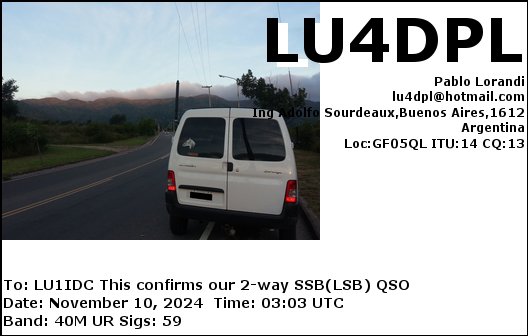 LU4DPL
Pablo Lorandi
lu4dpl@hotmail.com
Ing Adolfo Sourdeaux,Buenos Aires,1612
Argentina
Loc:GF05QL ITU:14 CQ:13
To: LU1IDC This confirms our 2-way SSB(LSB) QSO
Date: November 10, 2024 Time: 03:03 UTC
Band: 40M UR Sigs: 59